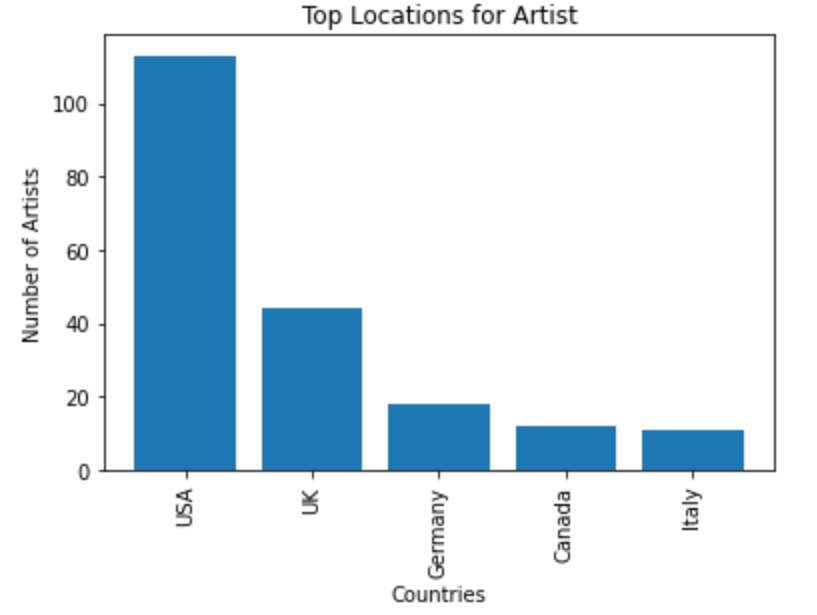 Top Locations for Artist
Number of Artists
100
80
60
40
20
0
USA
UK
Germany
Canada
Italy
Countries